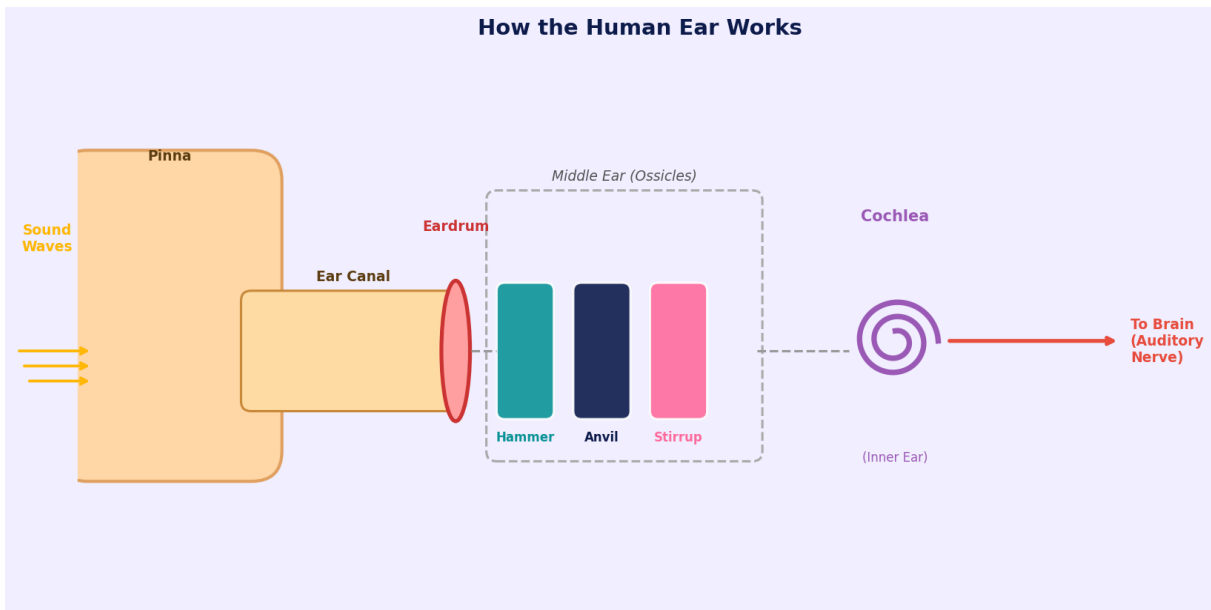 How the Human Ear Works
Pinna
Sound
Waves
Ear Canal
Eardrum
Middle Ear (Ossicles)
Hammer
Anvil
Stirrup
Cochlea
(Inner Ear)
To Brain
(Auditory
Nerve)